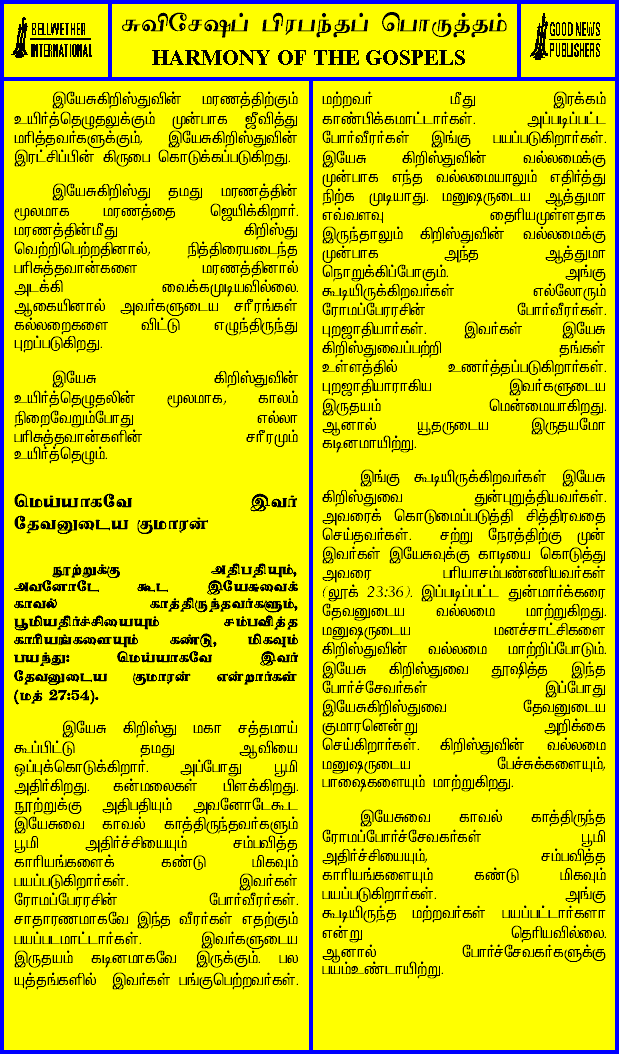 BELLWETHER
INTERNATIONAL
சுவிசேஷப் பிரபந்தப் பொருத்தம்
HARMONY OF THE GOSPELS
GOOD NEWS
PUBLISHERS
இயேசுகிறிஸ்துவின் மரணத்திற்கும்
உயிர்த்தெழுதலுக்கும் முன்பாக ஜீவித்து
மரித்தவர்களுக்கும், இயேசுகிறிஸ்துவின்
இரட்சிப்பின் கிருபை கொடுக்கப்படுகிறது.
இயேசுகிறிஸ்து தமது மரணத்தின்
மூலமாக மரணத்தை ஜெயிக்கிறார்.
மரணத்தின்மீது கிறிஸ்து
வெற்றிபெற்றதினால், நித்திரையடைந்த
பரிசுத்தவான்களை மரணத்தினால்
அடக்கி வைக்கமுடியவில்லை.
ஆகையினால் அவர்களுடைய சரீரங்கள்
கல்லறைகளை விட்டு எழுந்திருந்து
புறப்படுகிறது.
இயேசு கிறிஸ்துவின்
உயிர்த்தெழுதலின் மூலமாக, காலம்
நிறைவேறும்போது எல்லா
பரிசுத்தவான்களின் சரீரமும்
உயிர்த்தெழும்.
மெய்யாகவே இவர்
தேவனுடைய குமாரன்
நூற்றுக்கு அதிபதியும்,
அவனோடே கூட இயேசுவைக்
காவல் காத்திருந்தவர்களும்,
பூமியதிர்ச்சியையும் சம்பவித்த
காரியங்களையும் கண்டு, மிகவும்
பயந்து: மெய்யாகவே இவர்
தேவனுடைய குமாரன் என்றார்கள்
(மத் 27:54).
இயேசு கிறிஸ்து மகா சத்தமாய்
கூப்பிட்டு தமது ஆவியை
ஒப்புக்கொடுக்கிறார். அப்போது பூமி
அதிர்கிறது. கன்மலைகள் பிளக்கிறது.
நூற்றுக்கு அதிபதியும் அவனோடேகூட
இயேசுவை காவல் காத்திருந்தவர்களும்
பூமி அதிர்ச்சியையும் சம்பவித்த
காரியங்களைக் கண்டு மிகவும்
பயப்படுகிறார்கள். இவர்கள்
ரோமப்பேரரசின் போர்வீரர்கள்.
சாதாரணமாகவே இந்த வீரர்கள் எதற்கும்
பயப்படமாட்டார்கள். இவர்களுடைய
இருதயம் கடினமாகவே இருக்கும். பல
யுத்தங்களில் இவர்கள் பங்குபெற்றவர்கள்.
மற்றவர் மீது இரக்கம்
காண்பிக்கமாட்டார்கள். அப்படிப்பட்ட
போர்வீரர்கள் இங்கு பயப்படுகிறார்கள்.
இயேசு கிறிஸ்துவின் வல்லமைக்கு
முன்பாக எந்த வல்லமையாலும் எதிர்த்து
நிற்க முடியாது. மனுஷருடைய ஆத்துமா
எவ்வளவு தைரியமுள்ளதாக
இருந்தாலும் கிறிஸ்துவின் வல்லமைக்கு
முன்பாக அந்த ஆத்துமா
நொறுக்கிப்போகும். அங்கு
கூடியிருக்கிறவர்கள் எல்லோரும்
ரோமப்பேரரசின் போர்வீரர்கள்.
புறஜாதியார்கள். இவர்கள் இயேசு
கிறிஸ்துவைப்பற்றி தங்கள்
உள்ளத்தில் உணர்த்தப்படுகிறார்கள்.
புறஜாதியாராகிய இவர்களுடைய
இருதயம் மென்மையாகிறது.
ஆனால் யூதருடைய இருதயமோ
கடினமாயிற்று.
இங்கு கூடியிருக்கிறவர்கள் இயேசு
கிறிஸ்துவை துன்புறுத்தியவர்கள்.
அவரைக் கொடுமைப்படுத்தி சித்திரவதை
செய்தவர்கள். சற்று நேரத்திற்கு முன்
இவர்கள் இயேசுவுக்கு காடியை கொடுத்து
அவரை பரியாசம்பண்ணியவர்கள்
(லூக் 23:36). இப்படிப்பட்ட துன்மார்க்கரை
தேவனுடைய வல்லமை மாற்றுகிறது.
மனுஷருடைய மனச்சாட்சிகளை
கிறிஸ்துவின் வல்லமை மாற்றிப்போடும்.
இயேசு கிறிஸ்துவை தூஷித்த இந்த
போர்ச்சேவர்கள் இப்போது
இயேசுகிறிஸ்துவை தேவனுடைய
குமாரனென்று அறிக்கை
செய்கிறார்கள். கிறிஸ்துவின் வல்லமை
மனுஷருடைய பேச்சுக்களையும்,
பாஷைகளையும் மாற்றுகிறது.
இயேசுவை காவல் காத்திருந்த
ரோமப்போர்ச்சேவகர்கள் பூமி
அதிர்ச்சியையும், சம்பவித்த
காரியங்களையும் கண்டு மிகவும்
பயப்படுகிறார்கள். அங்கு
கூடியிருந்த மற்றவர்கள் பயப்பட்டார்களா
என்று தெரியவில்லை.
ஆனால் போர்ச்சேவகர்களுக்கு
பயம்உண்டாயிற்று.